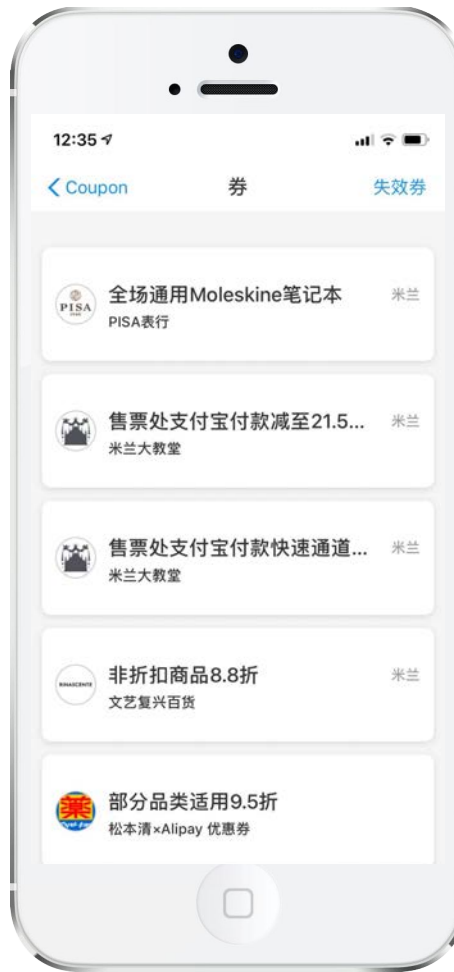 12:35
Coupon
券
失效券
PISA
全场通用Moleskine笔记本
米兰
PISA表行
售票处支付宝付款减至21.5...
米兰
米兰大教堂
售票处支付宝付款快速通道...
米兰
米兰大教堂
RINASCENTE
非折扣商品8.8折
米兰
文艺复兴百货
薬
部分品类适用9.5折
松本清×Alipay 优惠券